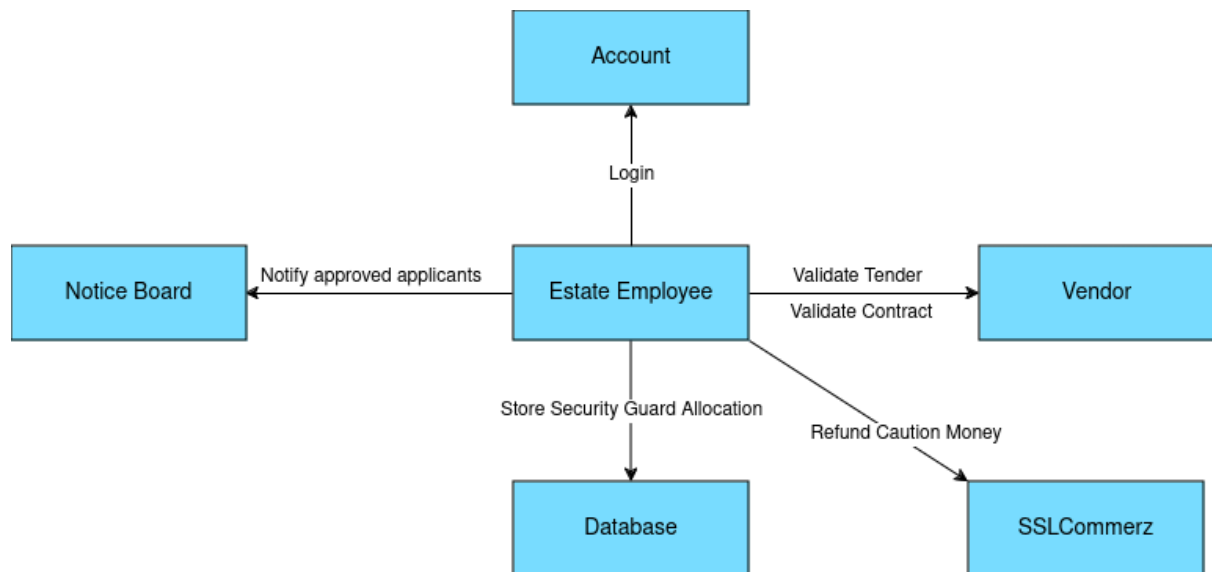 Account
Login
Notify approved applicants
Validate Tender
Notice Board
Estate Employee
Vendor
Validate Contract
Store Security Guard Allocation
Refund Caution Money
Database
SSLCommerz